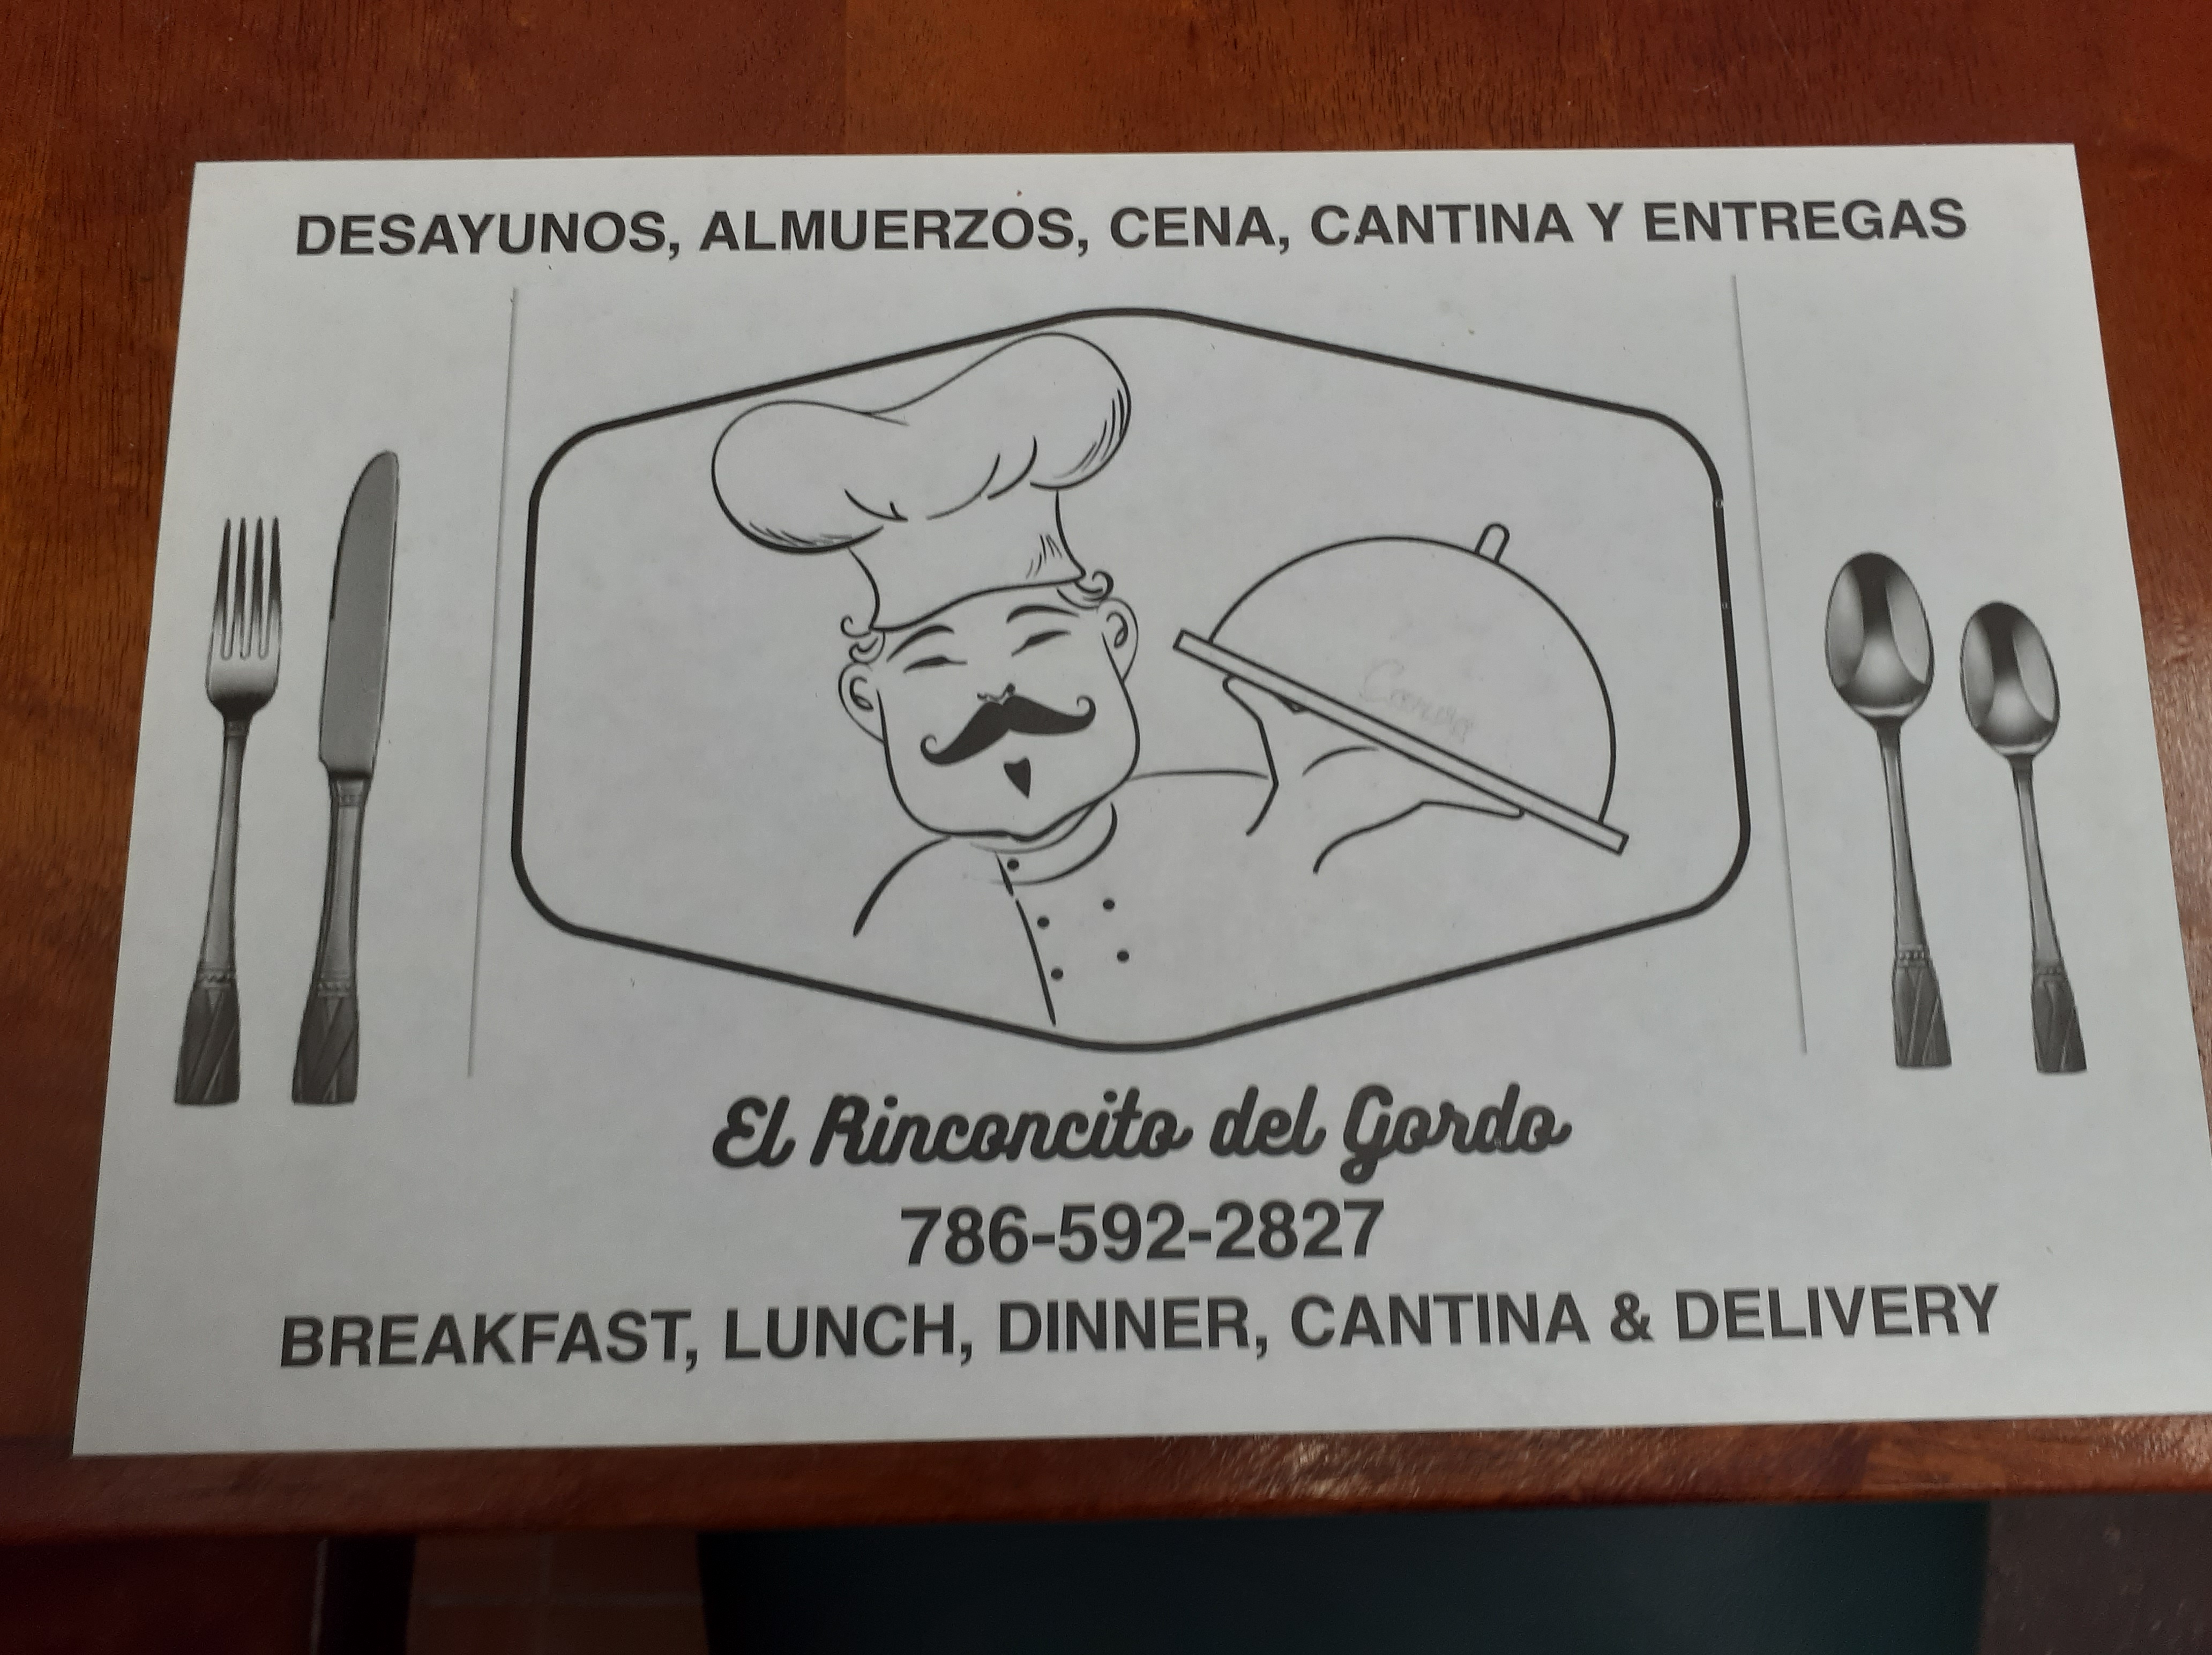 DESAYUNOS, ALMUERZOS, CENA, CANTINA Y ENTREGAS
El Rinconcito del Gordo
786-592-2827
BREAKFAST, LUNCH, DINNER, CANTINA & DELIVERY